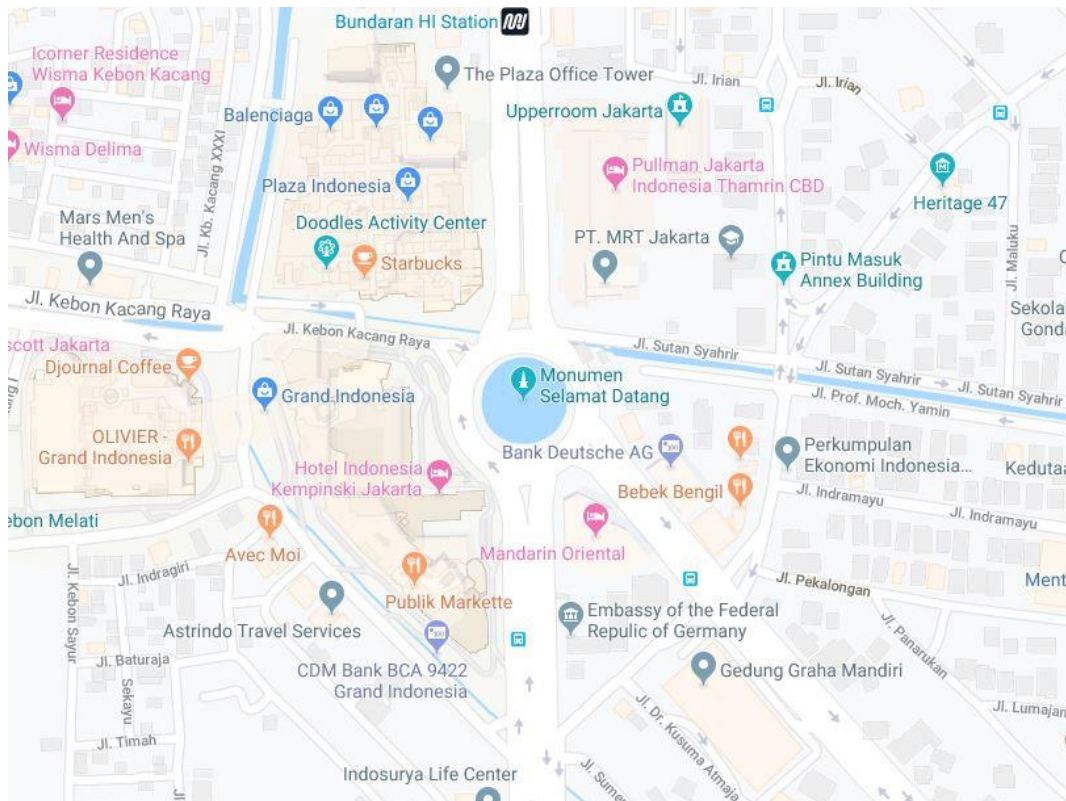 Bundaran HI Station
Icorner Residence
Wisma Kebon Kacang
The Plaza Office Tower
Jl. Irian
Jl. Irian
Balenciaga
Upperroom Jakarta
Wisma Delima
Jl. Kb. Kacang XXXI
Pullman Jakarta
Indonesia Thamrin CBD
Plaza Indonesia
Heritage 47
Mars Men's
Health And Spa
Doodles Activity Center
PT. MRT Jakarta
Jl. Maluku
Starbucks
Pintu Masuk
Annex Building
Jl. Kebon Kacang Raya
Sekola
Gonda
Jl. Kebon Kacang Raya
Jl. Sutan Syahrir
scott Jakarta
Djournal Coffee
Monumen
Selamat Datang
Jl. Sutan Syahrir
Jl. Sutan Syahrir
Grand Indonesia
Jl. Prof. Moch. Yamin
OLIVIER -
Grand Indonesia
Bank Deutsche AG
Perkumpulan
Ekonomi Indonesia...
Kedutaa
Hotel Indonesia
Kempinski Jakarta
Bebek Bengil
Jl. Indramayu
Jl. Indramayu
ebon Melati
Avec Moi
Mandarin Oriental
Jl. Indragiri
Jl. Kebon Sayur
Jl. Pekalongan
Ment
Publik Markette
Embassy of the Federal
Repulic of Germany
Astrindo Travel Services
Jl. Panarukan
Jl. Baturaja
CDM Bank BCA 9422
Grand Indonesia
Gedung Graha Mandiri
Sekayu
Jl. Lumajan
Jl. Timah
Jl. Dr. Kusuma Atmaja
Indosurya Life Center
Jl. Sume